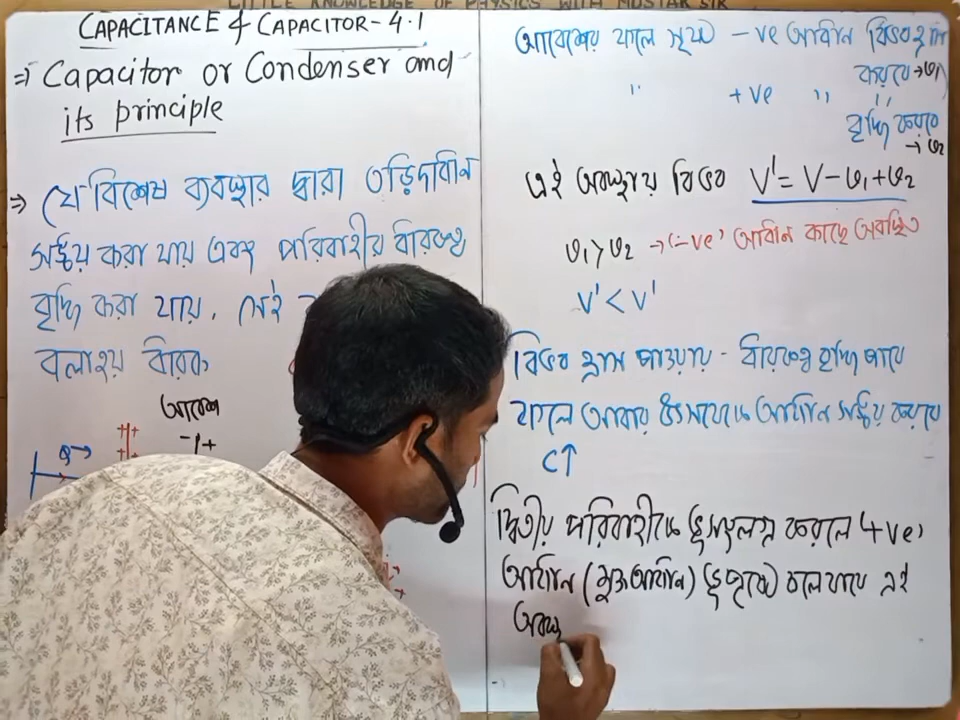 LITTLE KNOWLEDGE OF PHYSICS WITH MUSTAK SIR
CAPACITANCE & CAPACITOR - 4.1
⇒ Capacitor or Condenser and
its principle
⇒ যে বিশেষ ব্যবস্থার দ্বারা তড়িদাধান
সঞ্চয় করা যায় এবং পরিবাহীর ধারকত্ব
বৃদ্ধি করা যায়, সেই
বলা হয় ধারক
আবেশ
Q →
++
++
- | +
আবেশের ফলে সৃষ্ট -ve আধান বিভব হ্রাস
করবে → v₁
" +ve " "
বৃদ্ধি করবে
→ v₂
এই অবস্থায় বিভব V' = V - v₁ + v₂
v₁ > v₂ → '-ve' আধান কাছে অবস্থিত
V' < V'
বিভব হ্রাস পাওয়ায় - ধারকত্ব বৃদ্ধি পাবে
ফলে আবার উৎস থেকে আধান সঞ্চয় করবে
C↑
দ্বিতীয় পরিবাহীকে ভূসংলগ্ন করলে '+ve'
আধান (মুক্ত আধান) ভূপৃষ্ঠে চলে যাবে এই